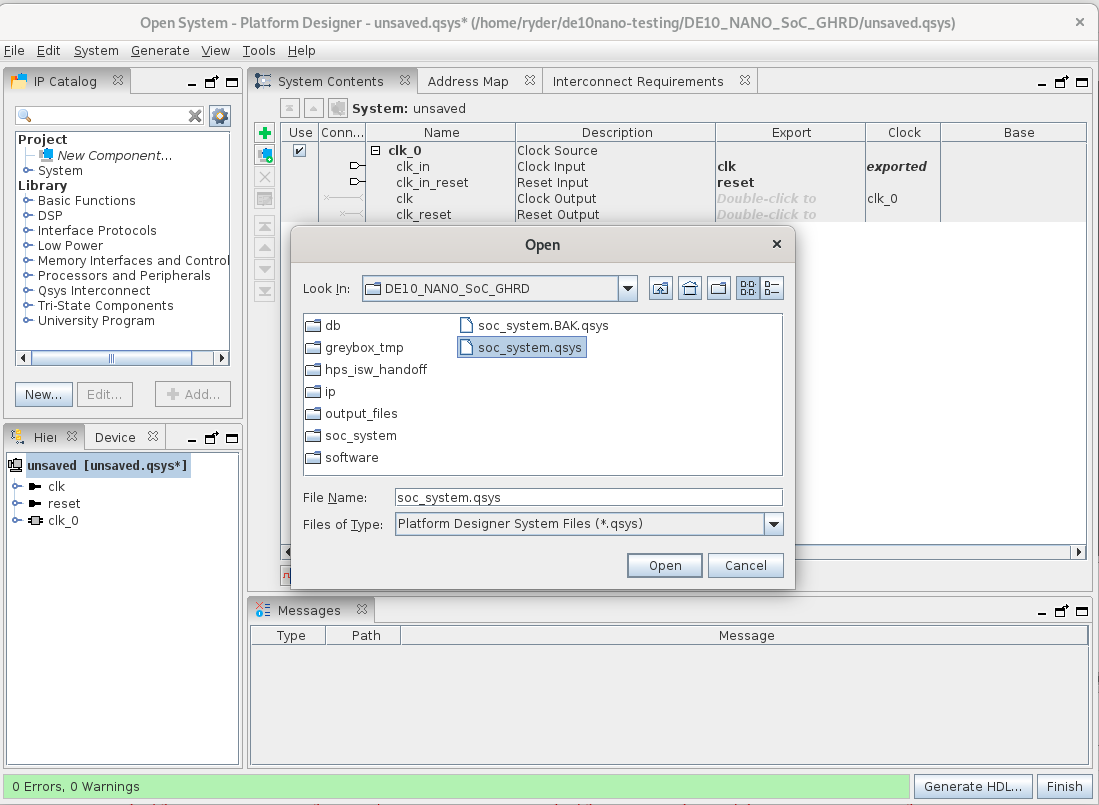 Open System - Platform Designer - unsaved.qsys* (/home/ryder/de10nano-testing/DE10_NANO_SoC_GHRD/unsaved.qsys)
File Edit System Generate View Tools Help
IP Catalog
Project
New Component...
System
Library
Basic Functions
DSP
Interface Protocols
Low Power
Memory Interfaces and Control
Processors and Peripherals
Qsys Interconnect
Tri-State Components
University Program
New... Edit... Add...
Hier Device
unsaved [unsaved.qsys*]
clk
reset
clk_0
System Contents Address Map Interconnect Requirements
System: unsaved
Use Conn... Name Description Export Clock Base
clk_0 Clock Source
clk_in Clock Input clk exported
clk_in_reset Reset Input reset
clk Clock Output Double-click to clk_0
clk_reset Reset Output Double-click to
Open
Look In: DE10_NANO_SoC_GHRD
db soc_system.BAK.qsys
greybox_tmp soc_system.qsys
hps_isw_handoff
ip
output_files
soc_system
software
File Name: soc_system.qsys
Files of Type: Platform Designer System Files (*.qsys)
Open Cancel
Messages
Type Path Message
0 Errors, 0 Warnings
Generate HDL... Finish